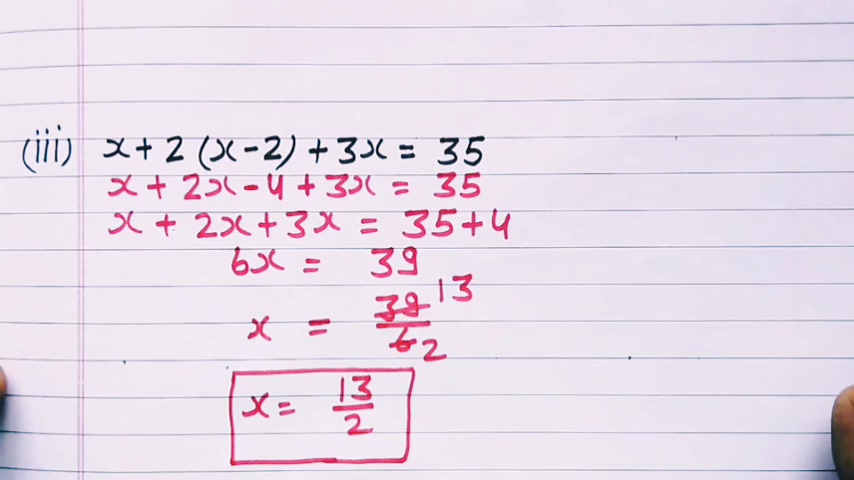 (iii) x + 2 (x - 2) + 3x = 35
x + 2x - 4 + 3x = 35
x + 2x + 3x = 35 + 4
6x = 39
x = 39/6 13 2
x = 13/2